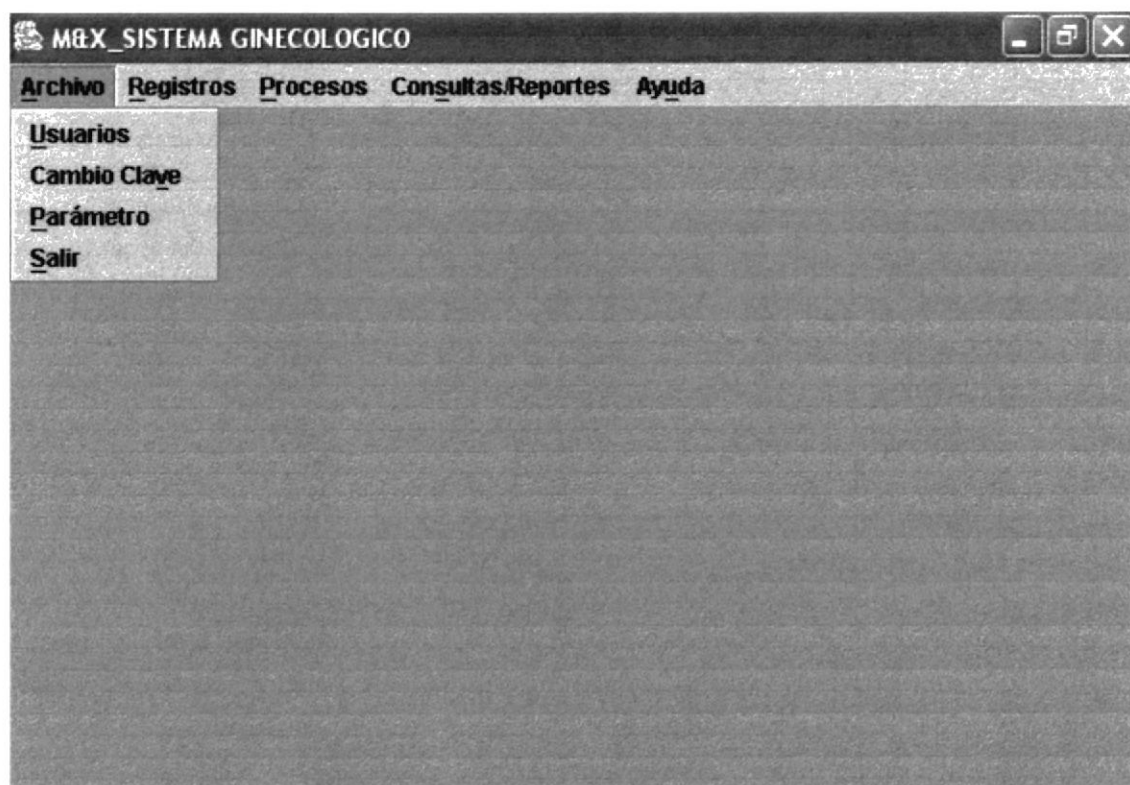 M&X_SISTEMA GINECOLOGICO
Archivo Registros Procesos Consultas/Reportes Ayuda
Usuarios
Cambio Clave
Parámetro
Salir